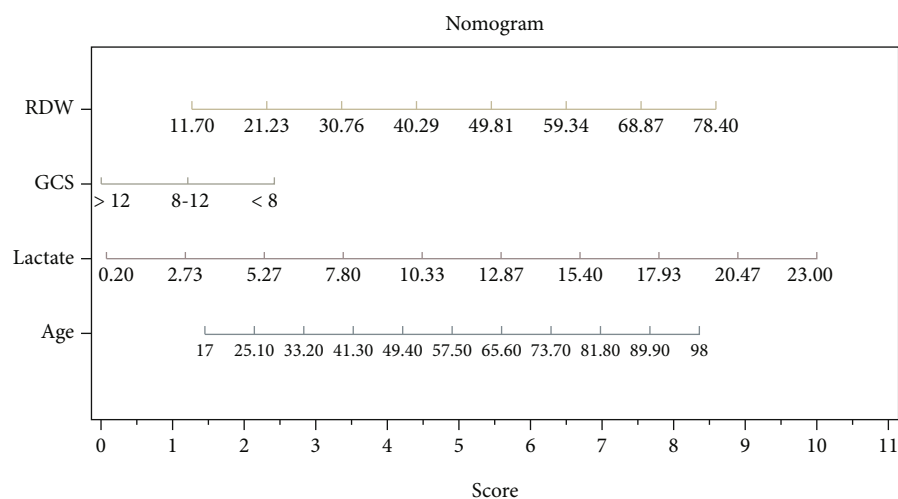 Nomogram
RDW
11.70 21.23 30.76 40.29 49.81 59.34 68.87 78.40
GCS
> 12 8-12 < 8
Lactate
0.20 2.73 5.27 7.80 10.33 12.87 15.40 17.93 20.47 23.00
Age
17 25.10 33.20 41.30 49.40 57.50 65.60 73.70 81.80 89.90 98
0 1 2 3 4 5 6 7 8 9 10 11
Score